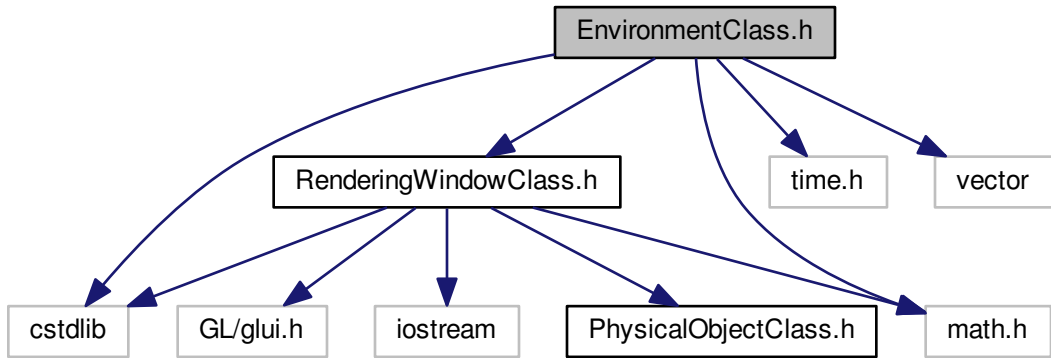 EnvironmentClass.h
RenderingWindowClass.h
time.h
vector
cstdlib
GL/glui.h
iostream
PhysicalObjectClass.h
math.h